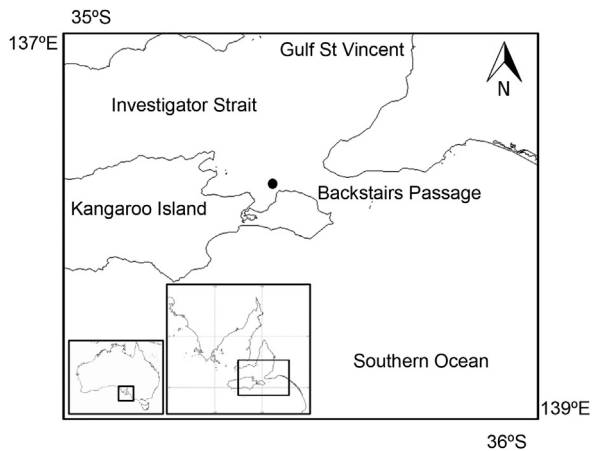 35ºS
137ºE
Gulf St Vincent
N
Investigator Strait
Backstairs Passage
Kangaroo Island
Southern Ocean
139ºE
36ºS